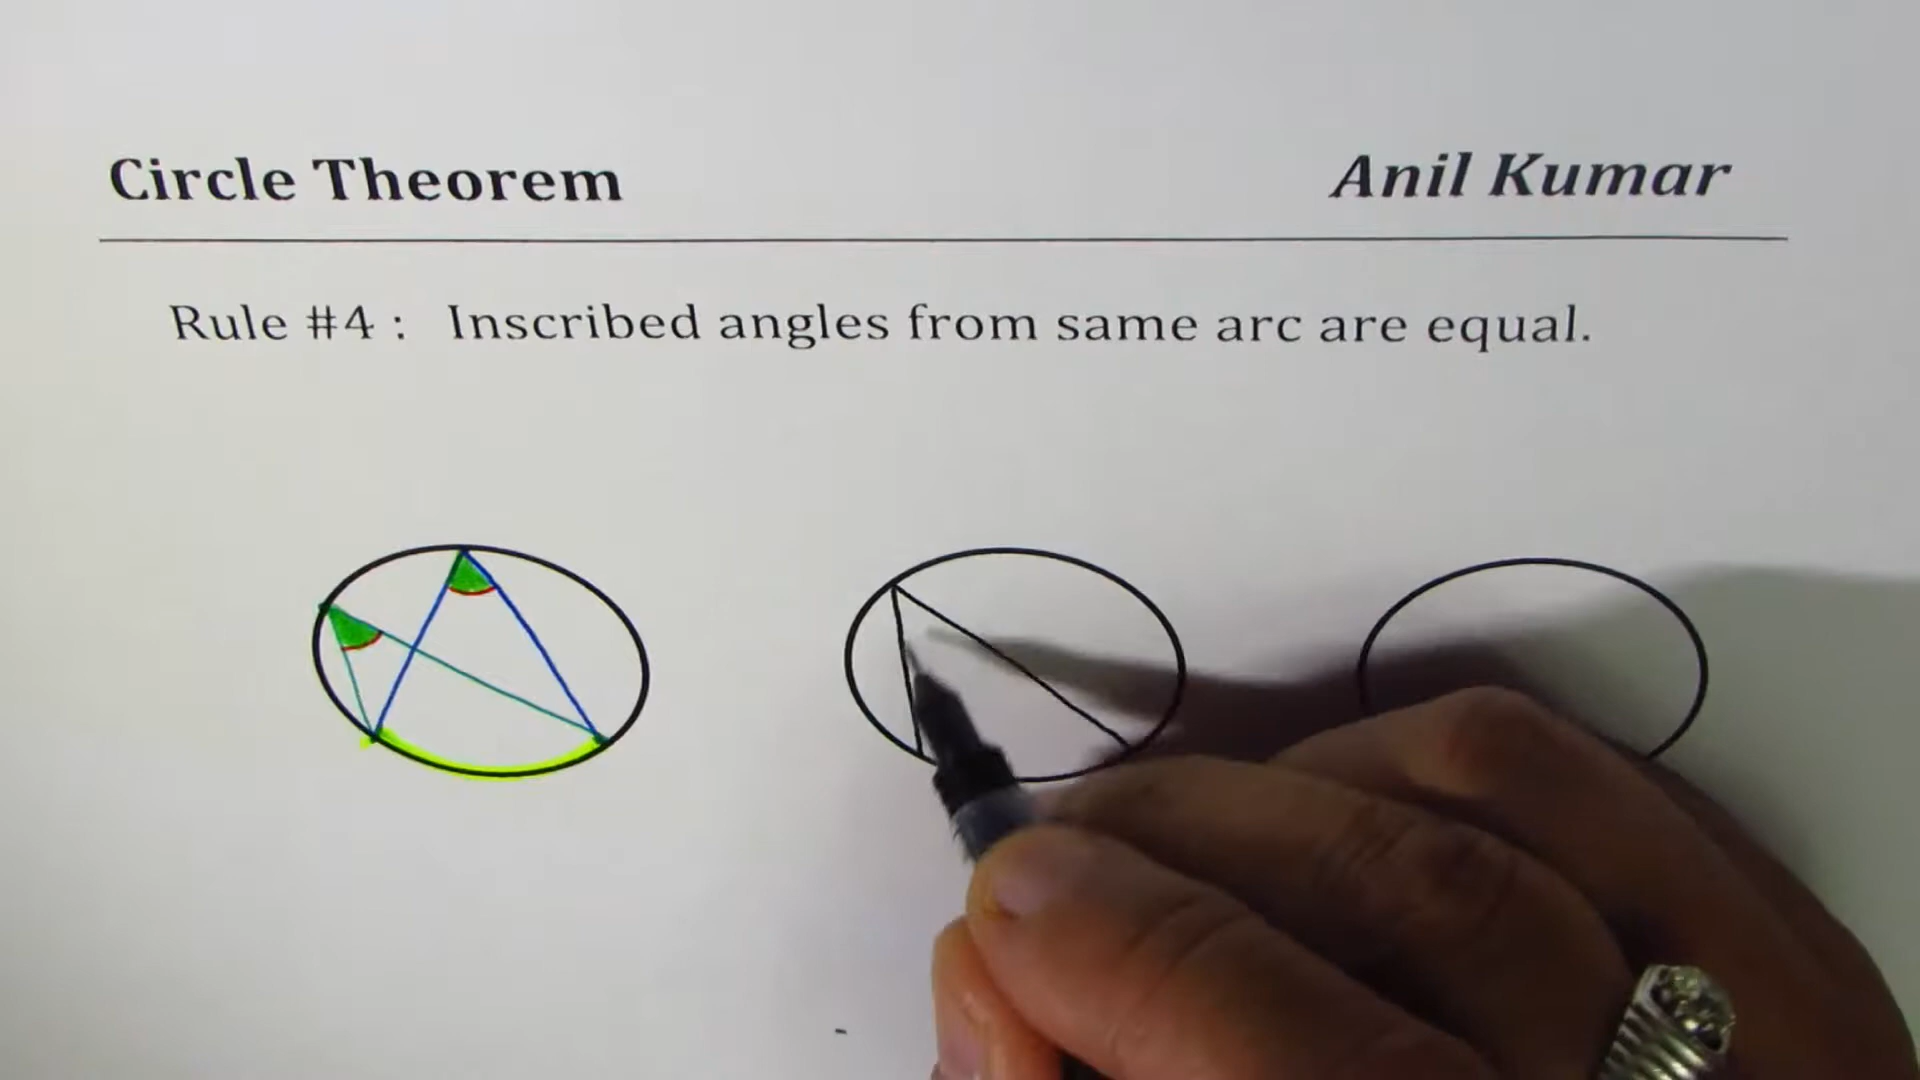 Circle Theorem Anil Kumar
Rule #4 : Inscribed angles from same arc are equal.